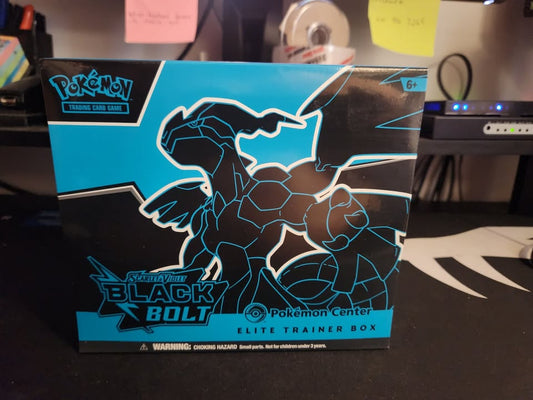 Pokémon
TRADING CARD GAME
6+
SCARLET & VIOLET
BLACK
BOLT
Pokémon Center
ELITE TRAINER BOX
WARNING: CHOKING HAZARD Small parts. Not for children under 3 years.